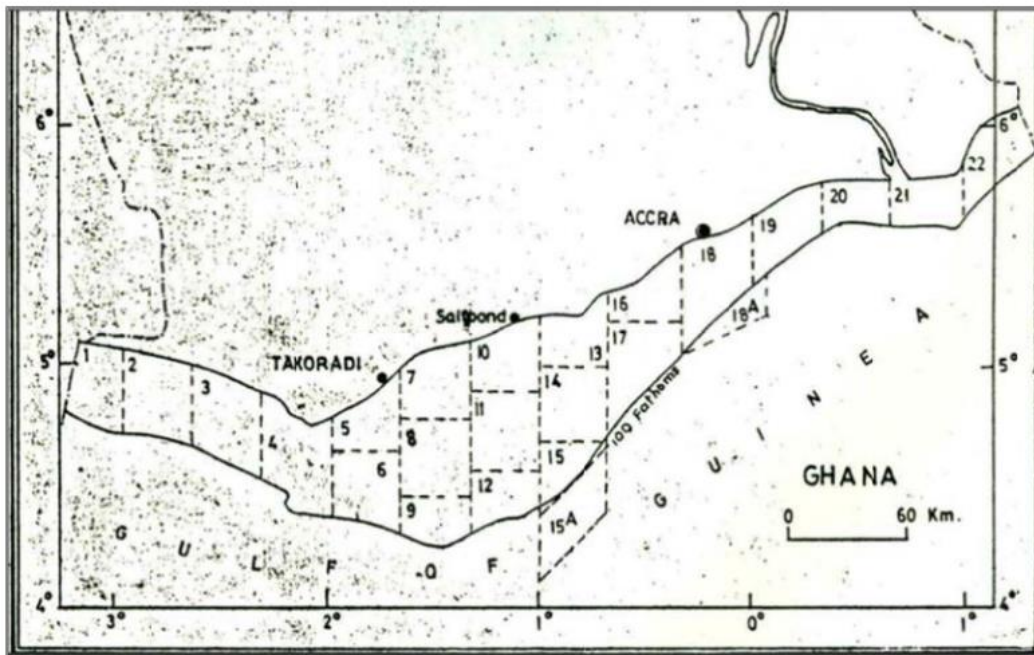 6°
6°
22
20
21
ACCRA
19
18
16
Saltpond
18A
17
5°
1
2
10
13
A
5°
TAKORADI
3
7
14
E
11
100 Fathoms
N
4
5
8
I
6
15
U
GHANA
12
G
9
15A
0 60 Km.
G U L F O F
4°
4°
3° 2° 1° 0° 1°